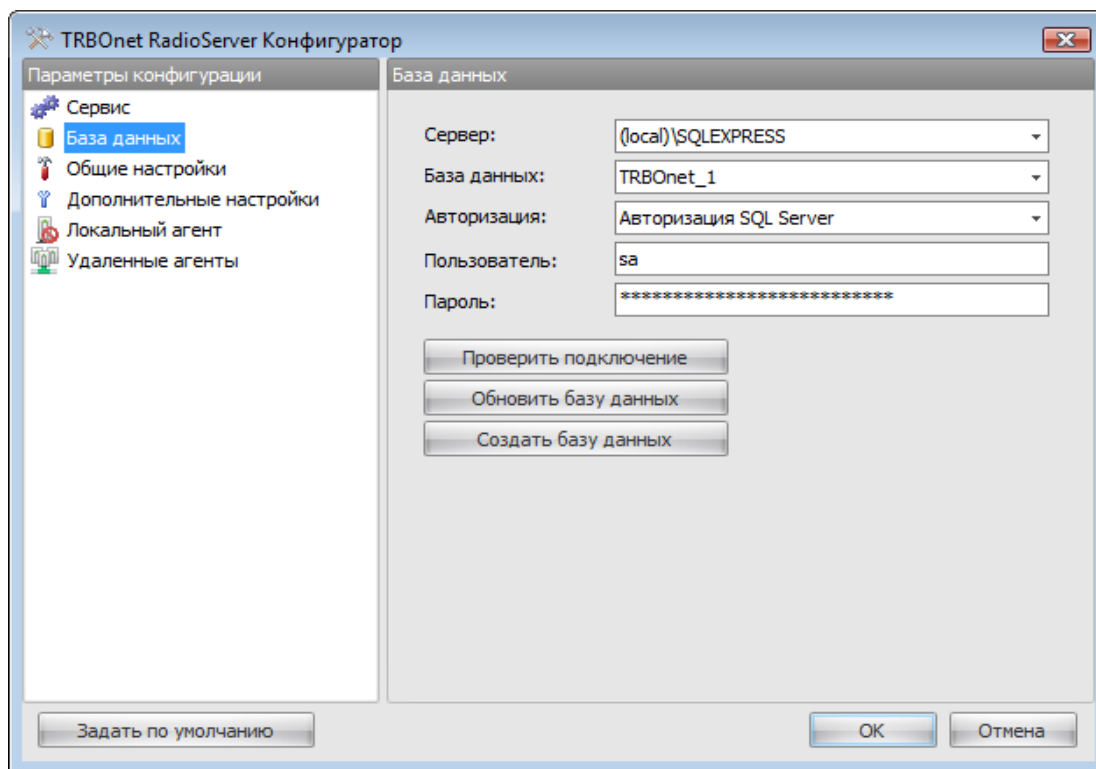 TRBOnet RadioServer Конфигуратор
Параметры конфигурации
Сервис
База данных
Общие настройки
Дополнительные настройки
Локальный агент
Удаленные агенты
База данных
Сервер: (local)\SQLEXPRESS
База данных: TRBOnet_1
Авторизация: Авторизация SQL Server
Пользователь: sa
Пароль: **************************
Проверить подключение
Обновить базу данных
Создать базу данных
Задать по умолчанию
OK
Отмена